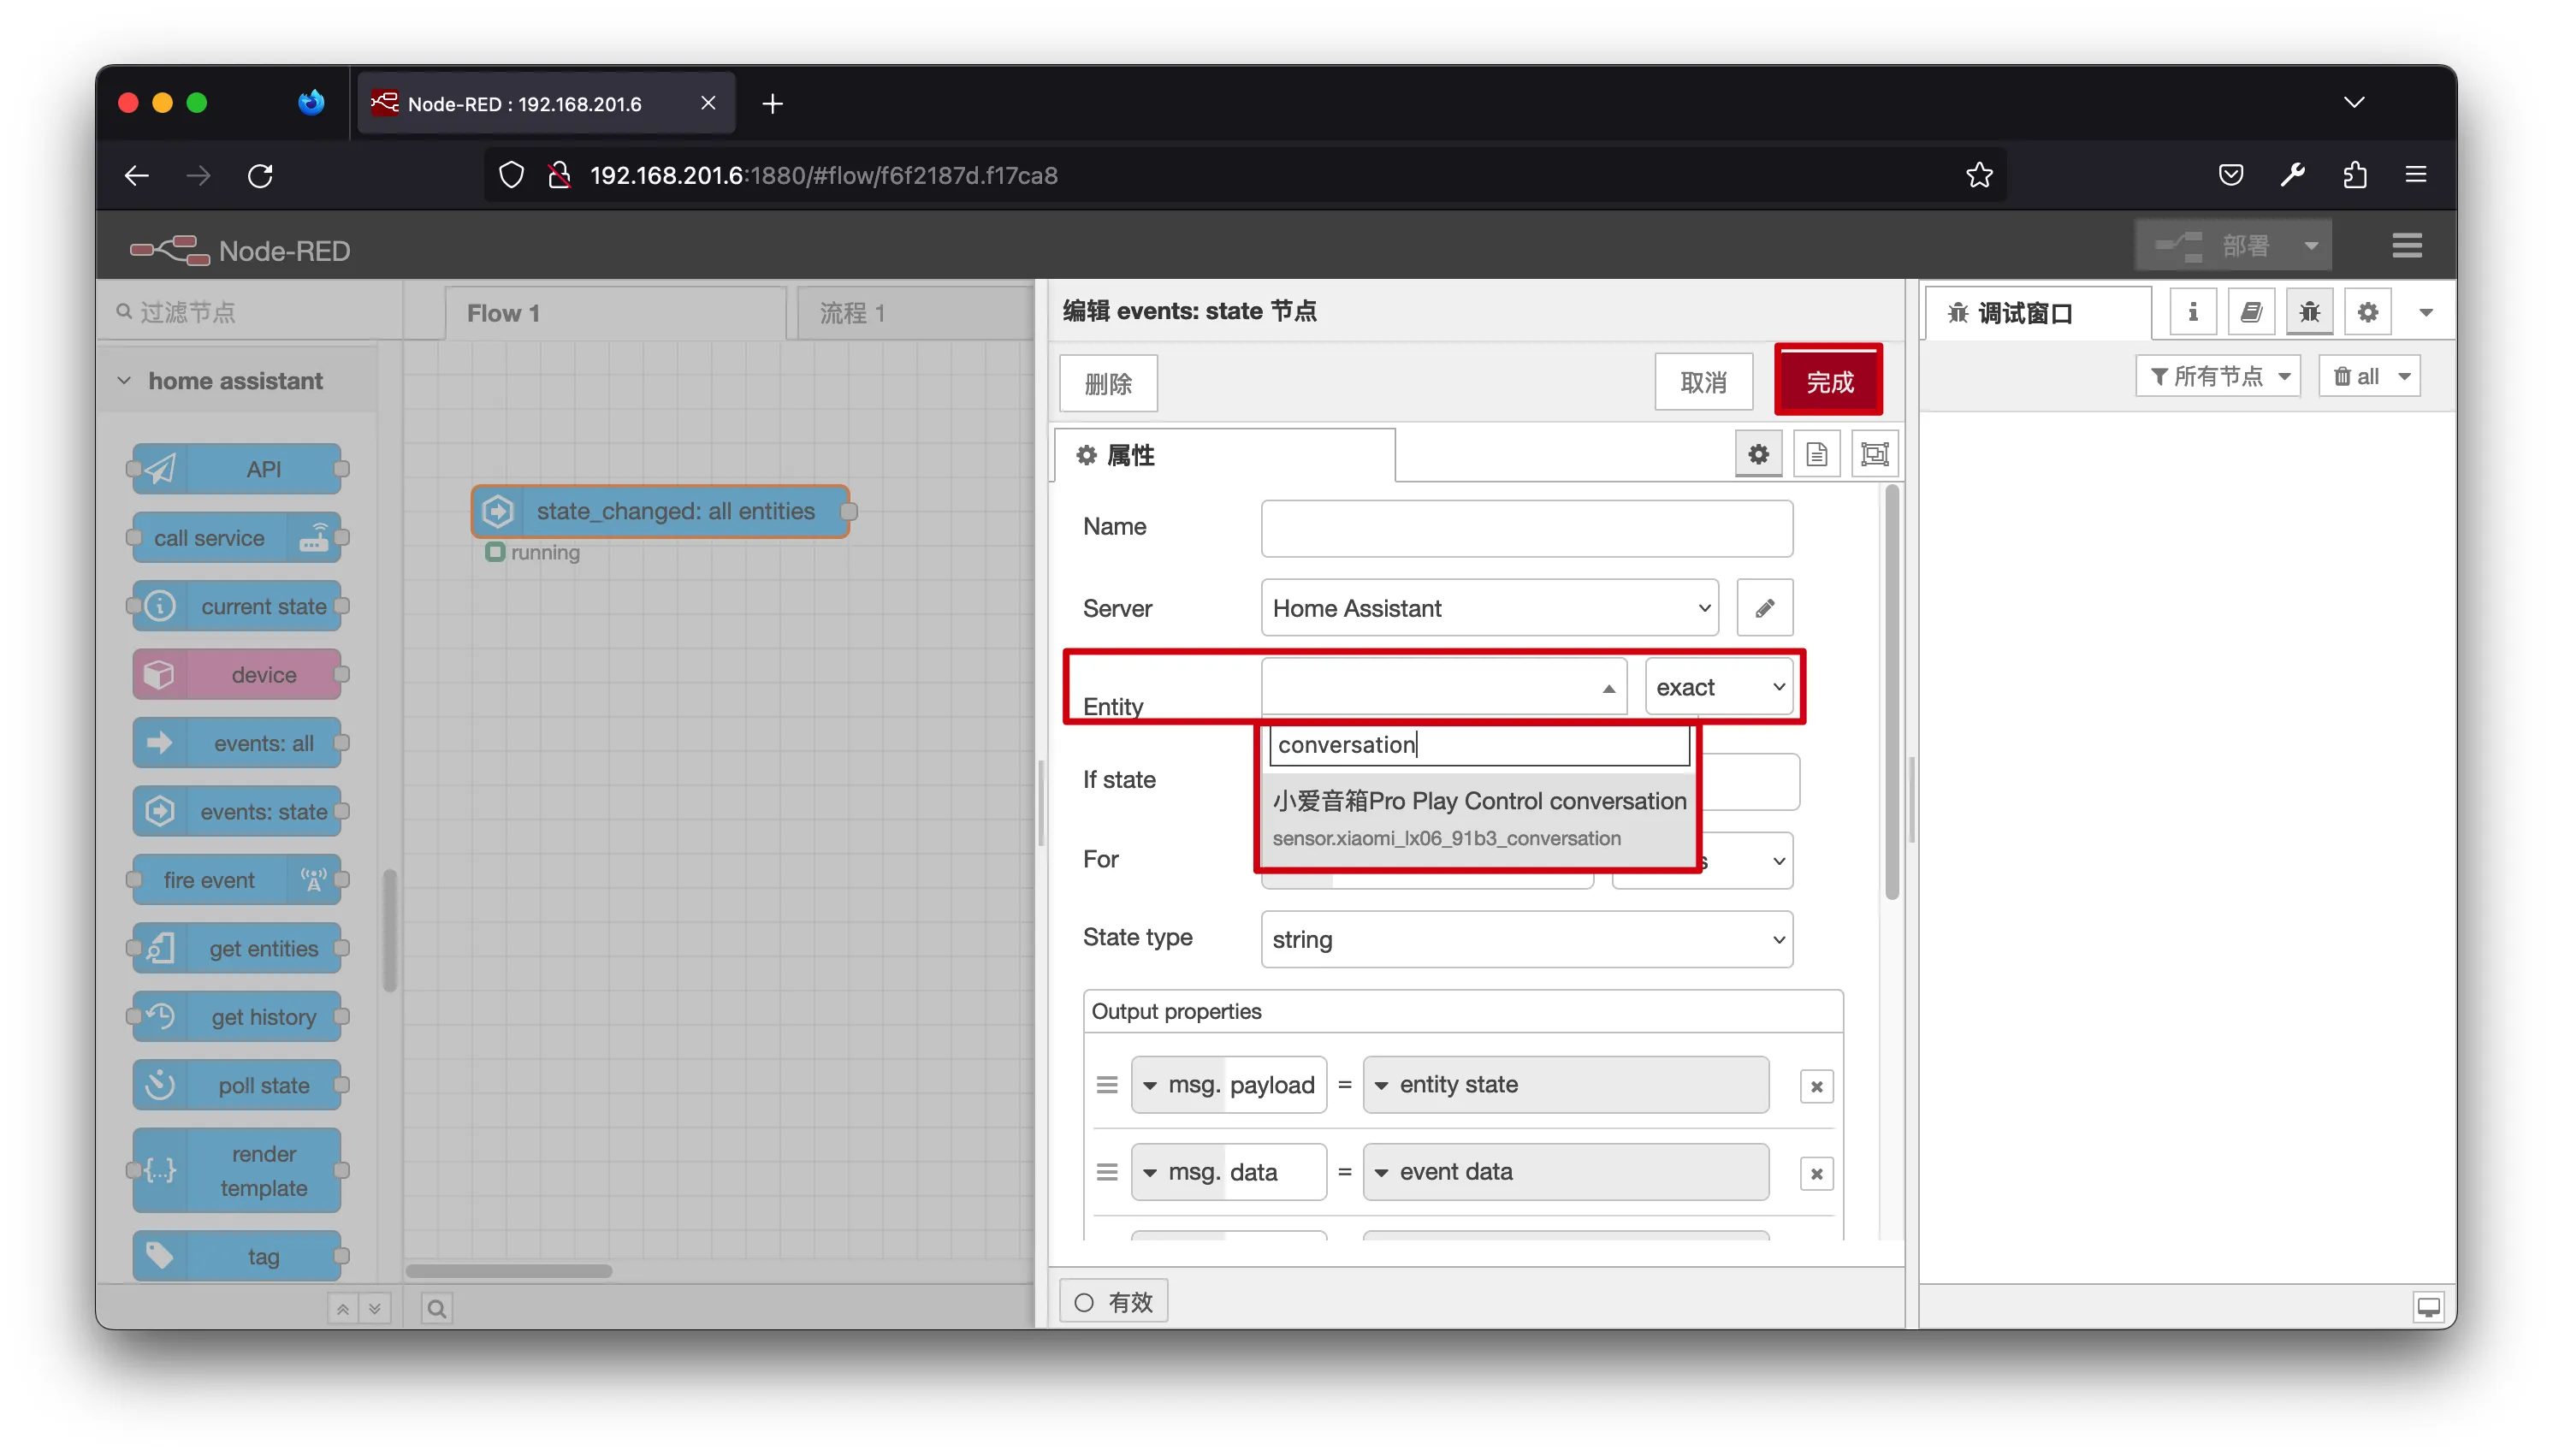 Node-RED : 192.168.201.6
192.168.201.6:1880/#flow/f6f2187d.f17ca8
Node-RED
部署
过滤节点
home assistant
API
call service
current state
device
events: all
events: state
fire event
get entities
get history
poll state
render
template
tag
Flow 1
流程 1
state_changed: all entities
running
编辑 events: state 节点
删除
取消
完成
属性
Name
Server
Home Assistant
Entity
exact
conversation
小爱音箱Pro Play Control conversation
sensor.xiaomi_lx06_91b3_conversation
If state
For
State type
string
Output properties
msg. payload = entity state
msg. data = event data
有效
调试窗口
所有节点
all